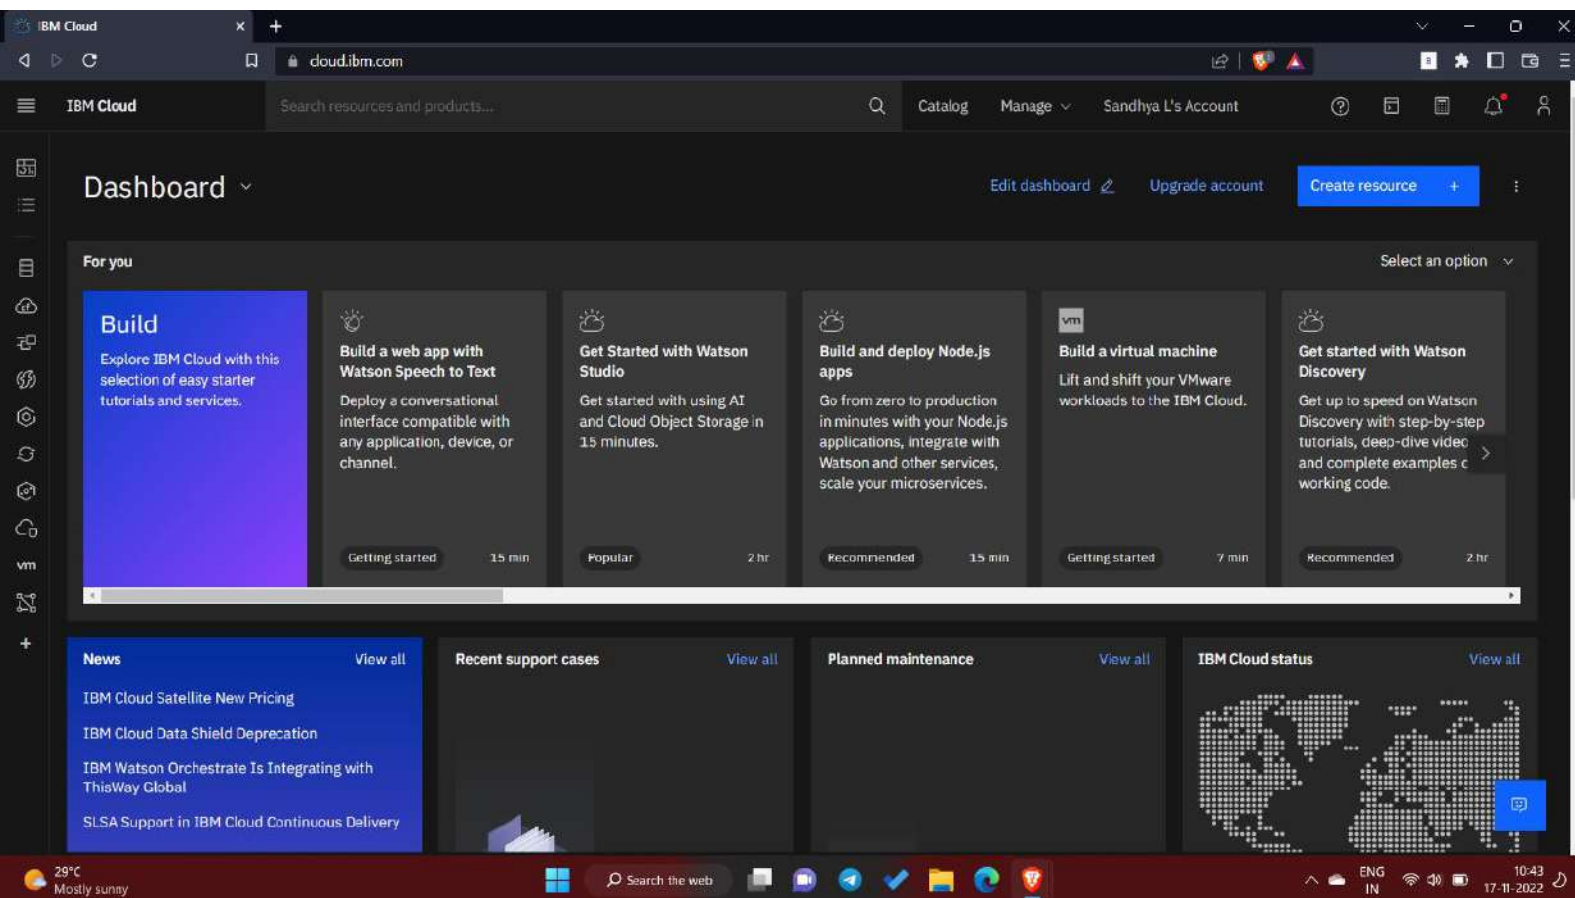 IBM Cloud
cloud.ibm.com
IBM Cloud
Search resources and products...
Catalog
Manage
Sandhya L's Account
Dashboard
Edit dashboard
Upgrade account
Create resource +
For you
Select an option
Build
Explore IBM Cloud with this
selection of easy starter
tutorials and services.
Build a web app with
Watson Speech to Text
Deploy a conversational
interface compatible with
any application, device, or
channel.
Getting started
15 min
Get Started with Watson
Studio
Get started with using AI
and Cloud Object Storage in
15 minutes.
Popular
2 hr
Build and deploy Node.js
apps
Go from zero to production
in minutes with your Node.js
applications, integrate with
Watson and other services,
scale your microservices.
Recommended
15 min
vm
Build a virtual machine
Lift and shift your VMware
workloads to the IBM Cloud.
Getting started
7 min
Get started with Watson
Discovery
Get up to speed on Watson
Discovery with step-by-step
tutorials, deep-dive videc
and complete examples c
working code.
Recommended
2 hr
vm
News
View all
IBM Cloud Satellite New Pricing
IBM Cloud Data Shield Deprecation
IBM Watson Orchestrate Is Integrating with
ThisWay Global
SLSA Support in IBM Cloud Continuous Delivery
Recent support cases
View all
Planned maintenance
View all
IBM Cloud status
View all
29°C
Mostly sunny
Search the web
ENG
IN
10:43
17-11-2022